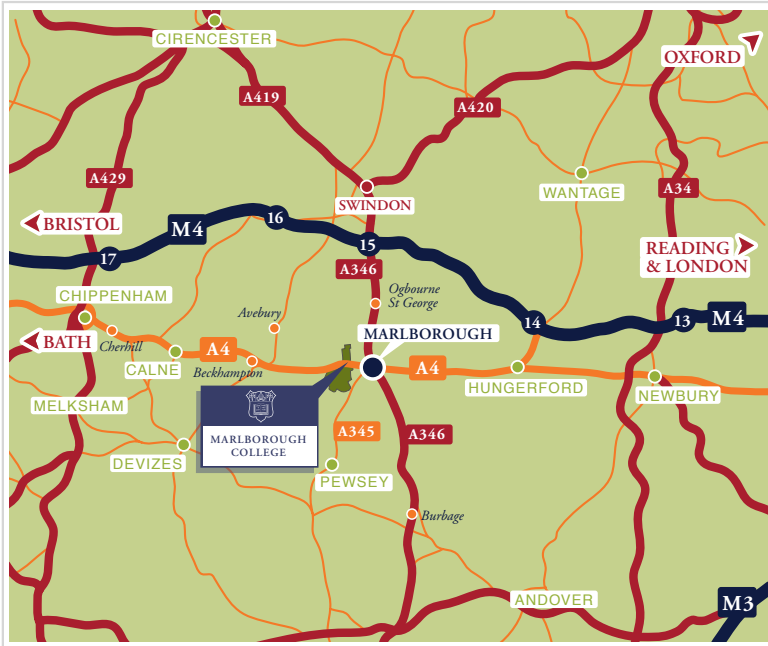 CIRENCESTER
OXFORD
A419
A420
A429
A34
WANTAGE
SWINDON
BRISTOL
M4
16
15
17
READING
& LONDON
A346
CHIPPENHAM
Ogbourne
St George
Avebury
14
13
M4
MARLBOROUGH
BATH
Cherhill
A4
CALNE
Beckhampton
A4
HUNGERFORD
NEWBURY
MELKSHAM
MARLBOROUGH
COLLEGE
A345
A346
DEVIZES
PEWSEY
Burbage
ANDOVER
M3